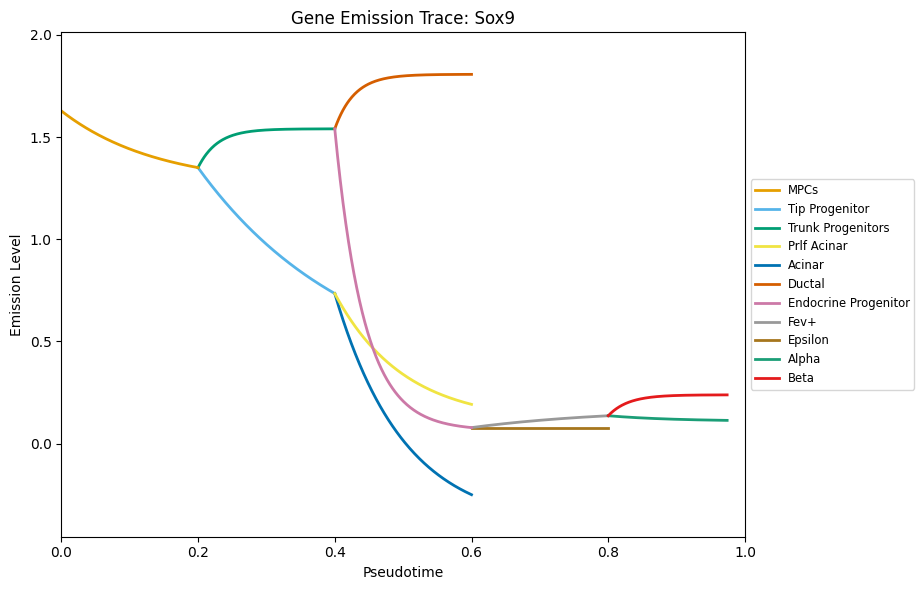 Gene Emission Trace: Sox9
2.0
1.5
1.0
0.5
0.0
Emission Level
0.0 0.2 0.4 0.6 0.8 1.0
Pseudotime
MPCs
Tip Progenitor
Trunk Progenitors
Prlf Acinar
Acinar
Ductal
Endocrine Progenitor
Fev+
Epsilon
Alpha
Beta